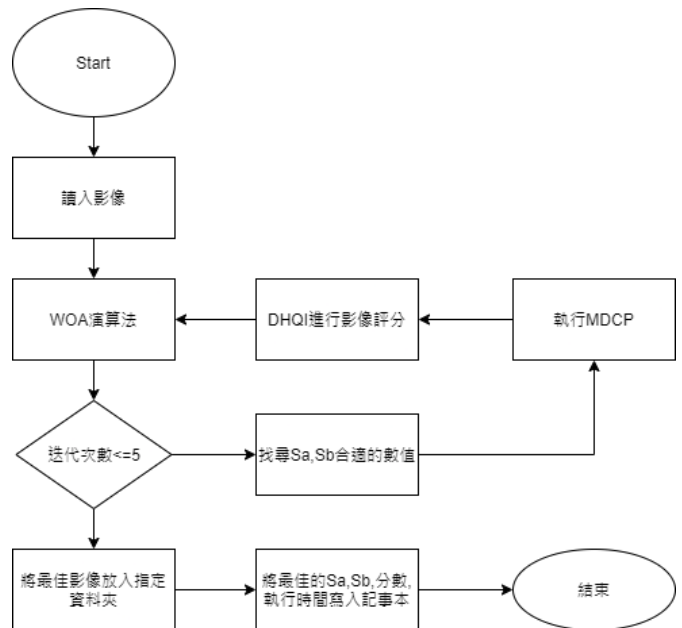 Start
讀入影像
WOA演算法
DHQI進行影像評分
執行MDCP
迭代次數<=5
找尋Sa,Sb合適的數值
將最佳影像放入指定
資料夾
將最佳的Sa,Sb,分數,
執行時間寫入記事本
結束